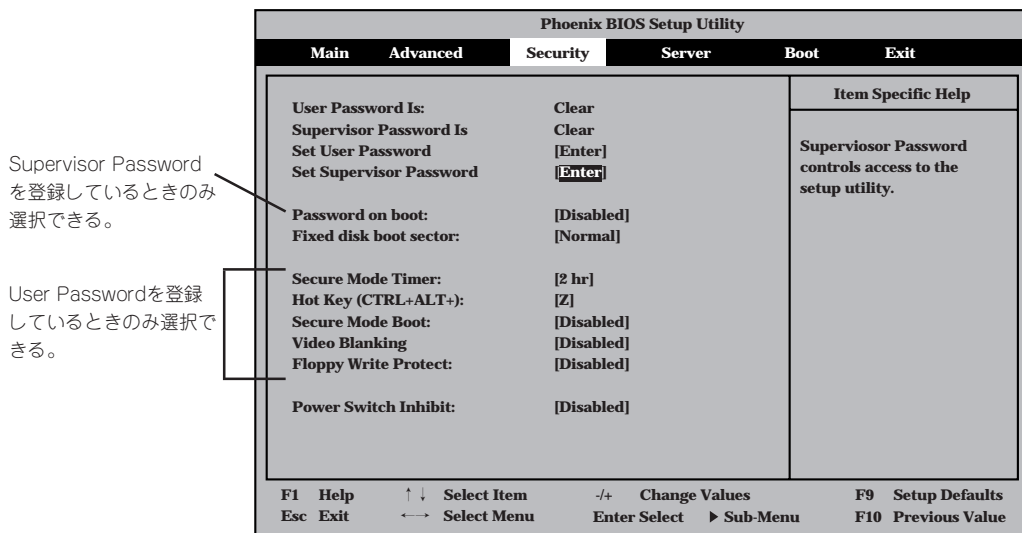 Phoenix BIOS Setup Utility
Main Advanced Security Server Boot Exit
Item Specific Help
User Password Is: Clear
Supervisor Password Is Clear
Set User Password [Enter]
Set Supervisor Password [Enter]
Superviosor Password
controls access to the
setup utility.
Password on boot: [Disabled]
Fixed disk boot sector: [Normal]
Secure Mode Timer: [2 hr]
Hot Key (CTRL+ALT+): [Z]
Secure Mode Boot: [Disabled]
Video Blanking [Disabled]
Floppy Write Protect: [Disabled]
Power Switch Inhibit: [Disabled]
Supervisor Password
を登録しているときのみ
選択できる。
User Passwordを登録
しているときのみ選択で
きる。
F1 Help ↑↓ Select Item -/+ Change Values F9 Setup Defaults
Esc Exit ←→ Select Menu Enter Select ▶ Sub-Menu F10 Previous Value